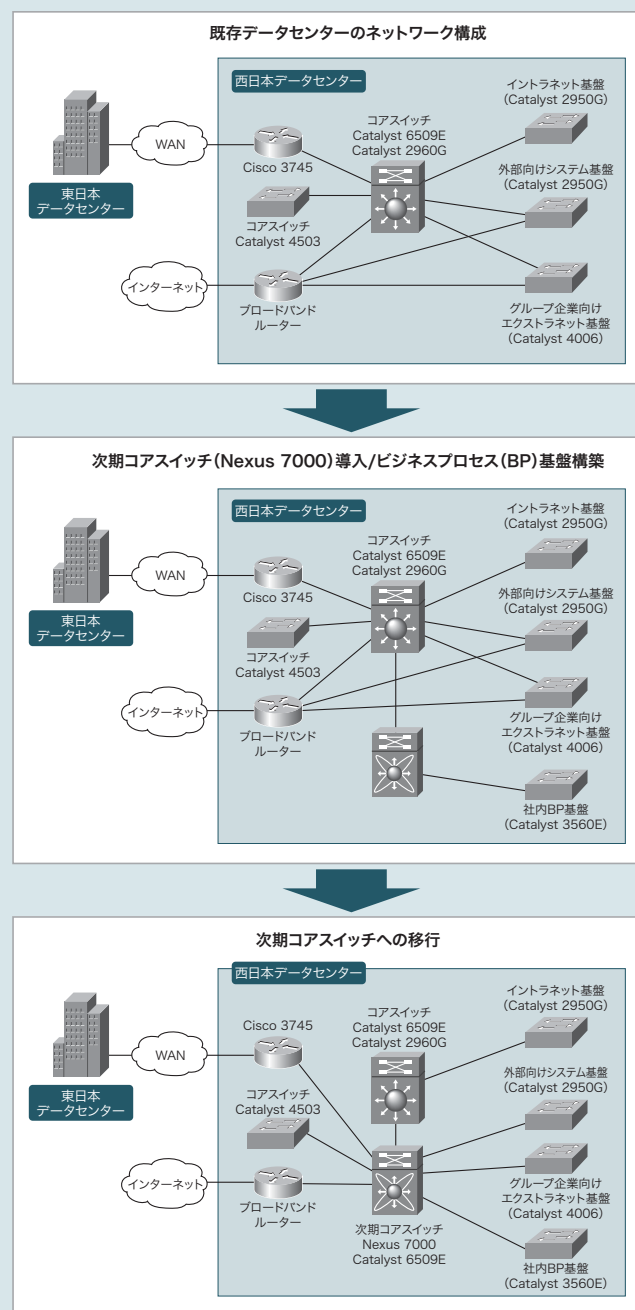 既存データセンターのネットワーク構成
西日本データセンター
東日本
データセンター
WAN
インターネット
Cisco 3745
コアスイッチ
Catalyst 4503
ブロードバンド
ルーター
コアスイッチ
Catalyst 6509E
Catalyst 2960G
イントラネット基盤
(Catalyst 2950G)
外部向けシステム基盤
(Catalyst 2950G)
グループ企業向け
エクストラネット基盤
(Catalyst 4006)
次期コアスイッチ(Nexus 7000)導入/ビジネスプロセス(BP)基盤構築
西日本データセンター
東日本
データセンター
WAN
インターネット
Cisco 3745
コアスイッチ
Catalyst 4503
ブロードバンド
ルーター
コアスイッチ
Catalyst 6509E
Catalyst 2960G
イントラネット基盤
(Catalyst 2950G)
外部向けシステム基盤
(Catalyst 2950G)
グループ企業向け
エクストラネット基盤
(Catalyst 4006)
社内BP基盤
(Catalyst 3560E)
次期コアスイッチへの移行
西日本データセンター
東日本
データセンター
WAN
インターネット
Cisco 3745
コアスイッチ
Catalyst 4503
ブロードバンド
ルーター
コアスイッチ
Catalyst 6509E
Catalyst 2960G
次期コアスイッチ
Nexus 7000
Catalyst 6509E
イントラネット基盤
(Catalyst 2950G)
外部向けシステム基盤
(Catalyst 2950G)
グループ企業向け
エクストラネット基盤
(Catalyst 4006)
社内BP基盤
(Catalyst 3560E)